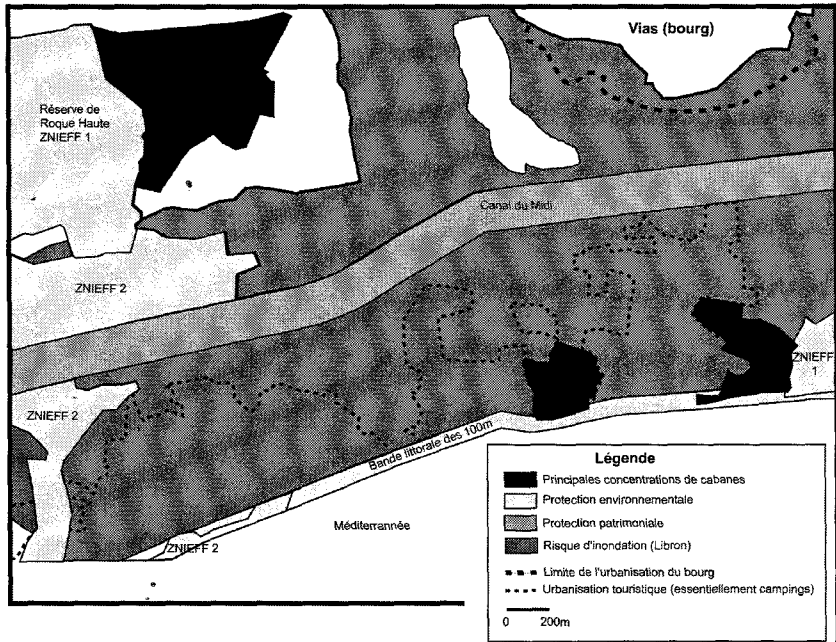 Vias (bourg)
Réserve de
Roque Haute
ZNIEFF 1
Canal du Midi
ZNIEFF 2
ZNIEFF
1
ZNIEFF 2
Bande littorale des 100m
Méditerrannée
ZNIEFF 2
Légende
Principales concentrations de cabanes
Protection environnementale
Protection patrimoniale
Risque d'inondation (Libron)
Limite de l'urbanisation du bourg
Urbanisation touristique (essentiellement campings)
0 200m